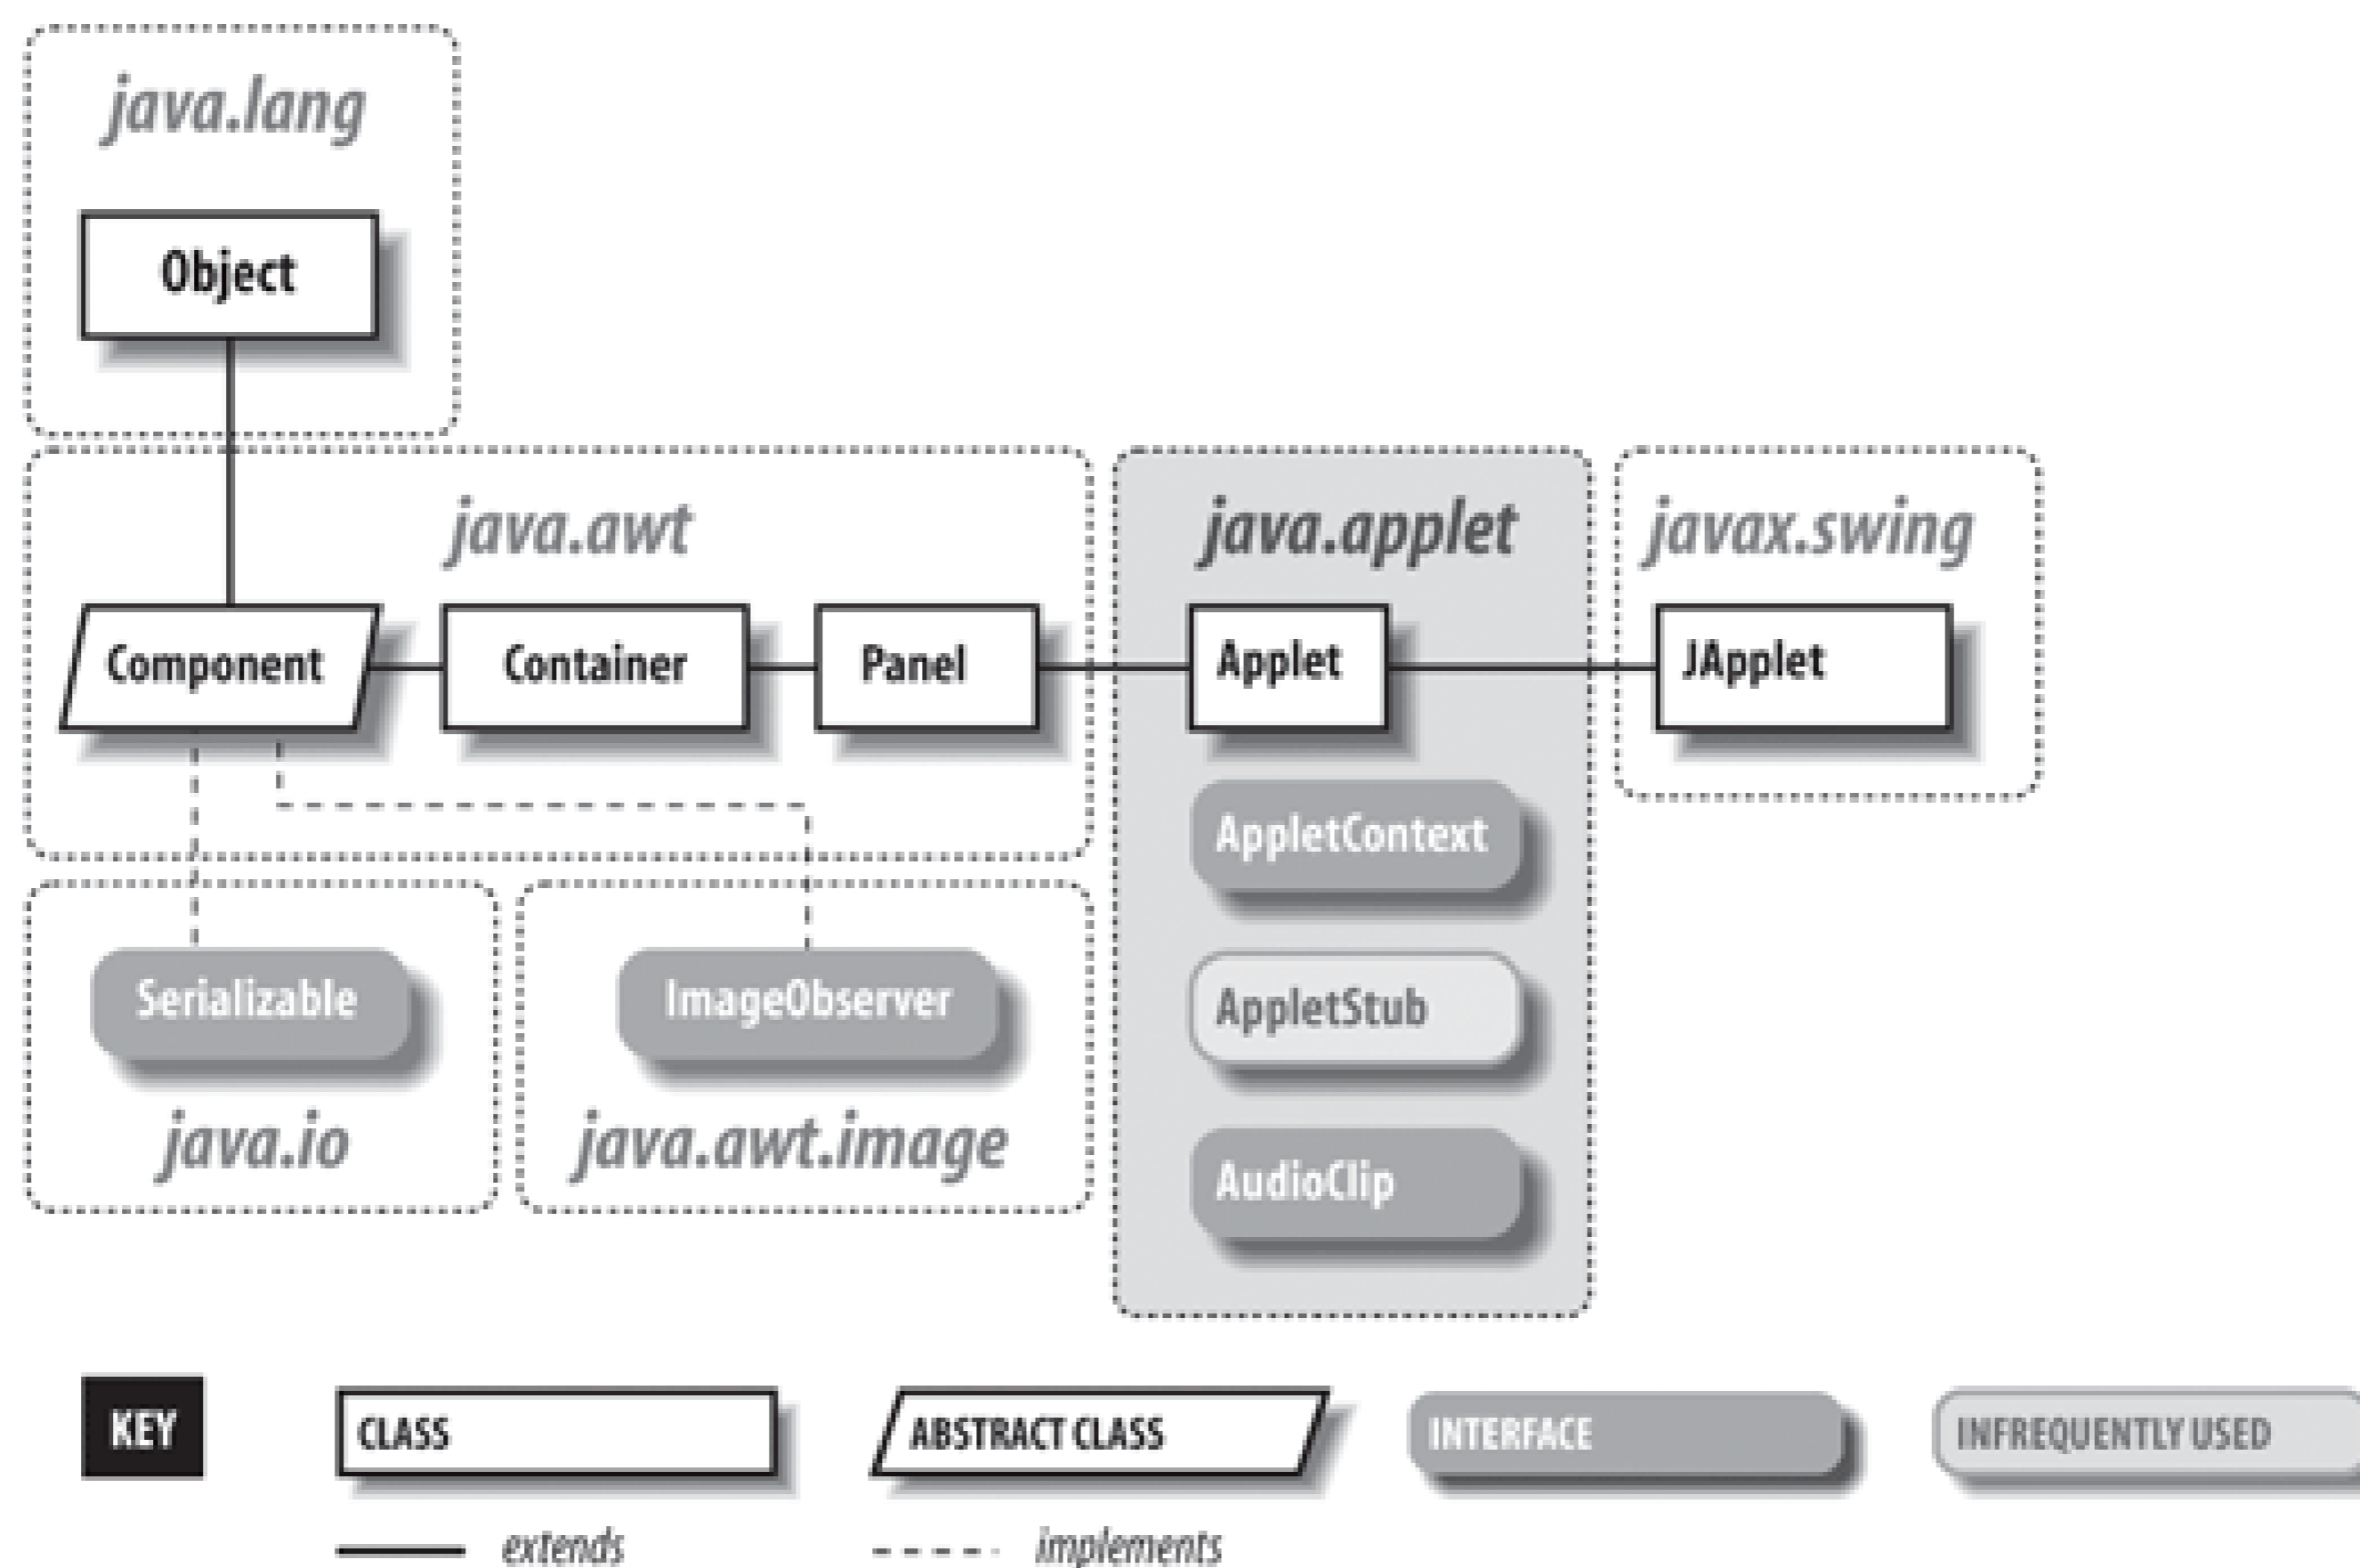 java.lang
Object
java.awt
java.applet
javax.swing
Component
Container
Panel
Applet
JApplet
AppletContext
Serializable
ImageObserver
AppletStub
java.io
java.awt.image
AudioClip
KEY
CLASS
ABSTRACT CLASS
INTERFACE
INFREQUENTLY USED
extends
implements